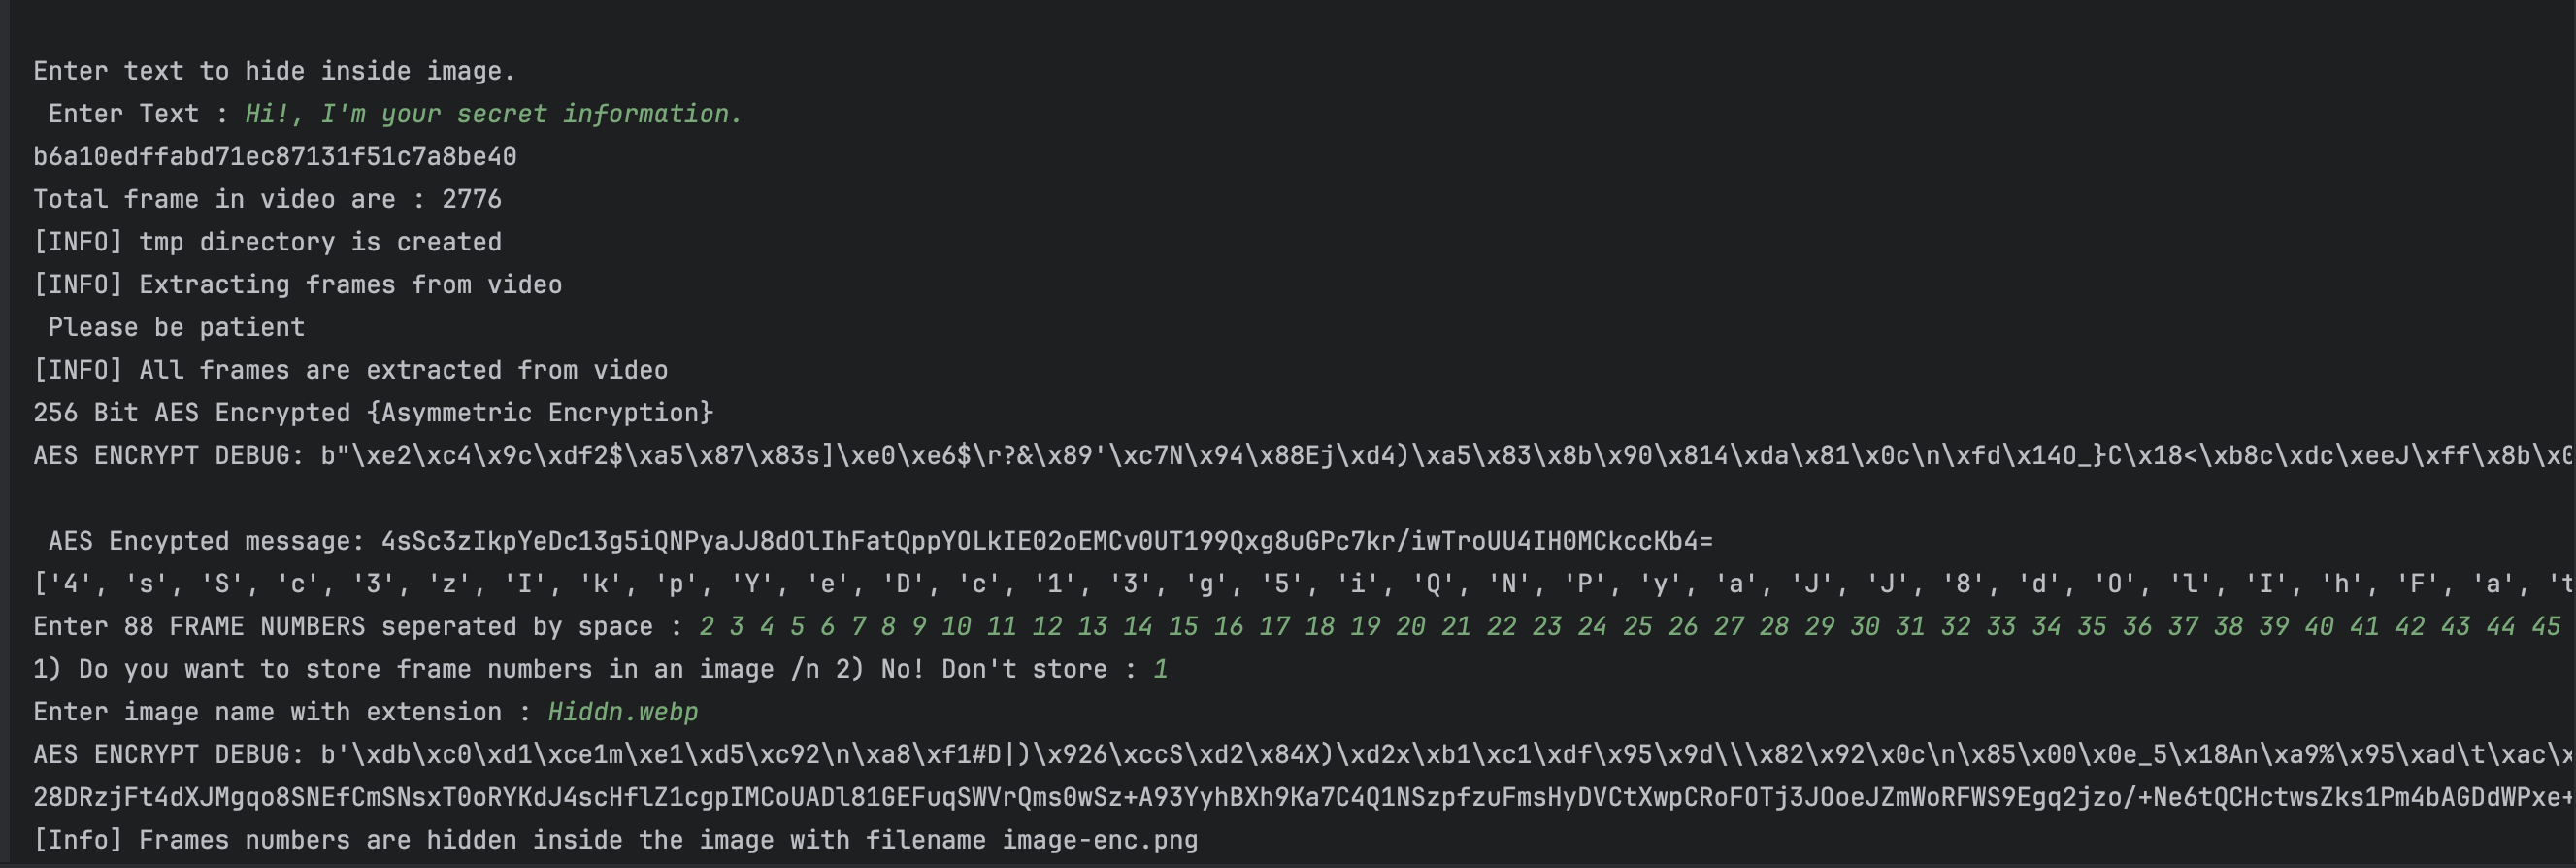 Enter text to hide inside image.
Enter Text : Hi!, I'm your secret information.
b6a10edffabd71ec87131f51c7a8be40
Total frame in video are : 2776
[INFO] tmp directory is created
[INFO] Extracting frames from video
Please be patient
[INFO] All frames are extracted from video
256 Bit AES Encrypted {Asymmetric Encryption}
AES ENCRYPT DEBUG: b"\xe2\xc4\x9c\xdf2$\xa5\x87\x83s]\xe0\xe6$\r?&\x89'\xc7N\x94\x88Ej\xd4)\xa5\x83\x8b\x90\x814\xda\x81\x0c\n\xfd\x14O_}C\x18<\xb8c\xdc\xeeJ\xff\x8b\x0
AES Encypted message: 4sSc3zIkpYeDc13g5iQNPyaJJ8dOlIhFatQppYOLkIE02oEMCv0UT199Qxg8uGPc7kr/iwTroUU4IH0MCkccKb4=
['4', 's', 'S', 'c', '3', 'z', 'I', 'k', 'p', 'Y', 'e', 'D', 'c', '1', '3', 'g', '5', 'i', 'Q', 'N', 'P', 'y', 'a', 'J', 'J', '8', 'd', 'O', 'l', 'I', 'h', 'F', 'a', 't
Enter 88 FRAME NUMBERS seperated by space : 2 3 4 5 6 7 8 9 10 11 12 13 14 15 16 17 18 19 20 21 22 23 24 25 26 27 28 29 30 31 32 33 34 35 36 37 38 39 40 41 42 43 44 45
1) Do you want to store frame numbers in an image /n 2) No! Don't store : 1
Enter image name with extension : Hiddn.webp
AES ENCRYPT DEBUG: b'\xdb\xc0\xd1\xce1m\xe1\xd5\xc92\n\xa8\xf1#D|)\x926\xccS\xd2\x84X)\xd2x\xb1\xc1\xdf\x95\x9d\\\x82\x92\x0c\n\x85\x00\x0e_5\x18An\xa9%\x95\xad\t\xac\x
28DRzjFt4dXJMgqo8SNEfCmSNsxT0oRYKdJ4scHflZ1cgpIMCoUADl81GEFuqSWVrQms0wSz+A93YyhBXh9Ka7C4Q1NSzpfzuFmsHyDVCtXwpCRoFOTj3JOoeJZmWoRFWS9Egq2jzo/+Ne6tQCHctwsZks1Pm4bAGDdWPxe+
[Info] Frames numbers are hidden inside the image with filename image-enc.png